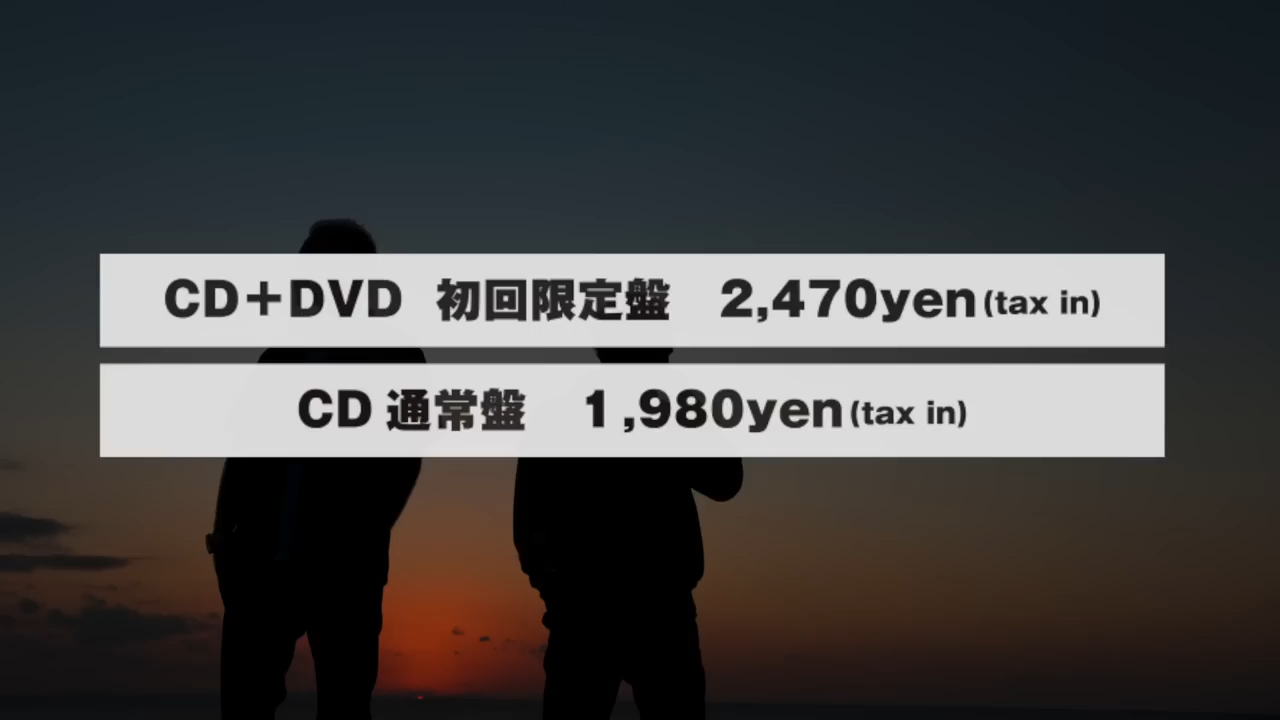 CD＋DVD 初回限定盤 2,470yen(tax in)
CD 通常盤 1,980yen(tax in)